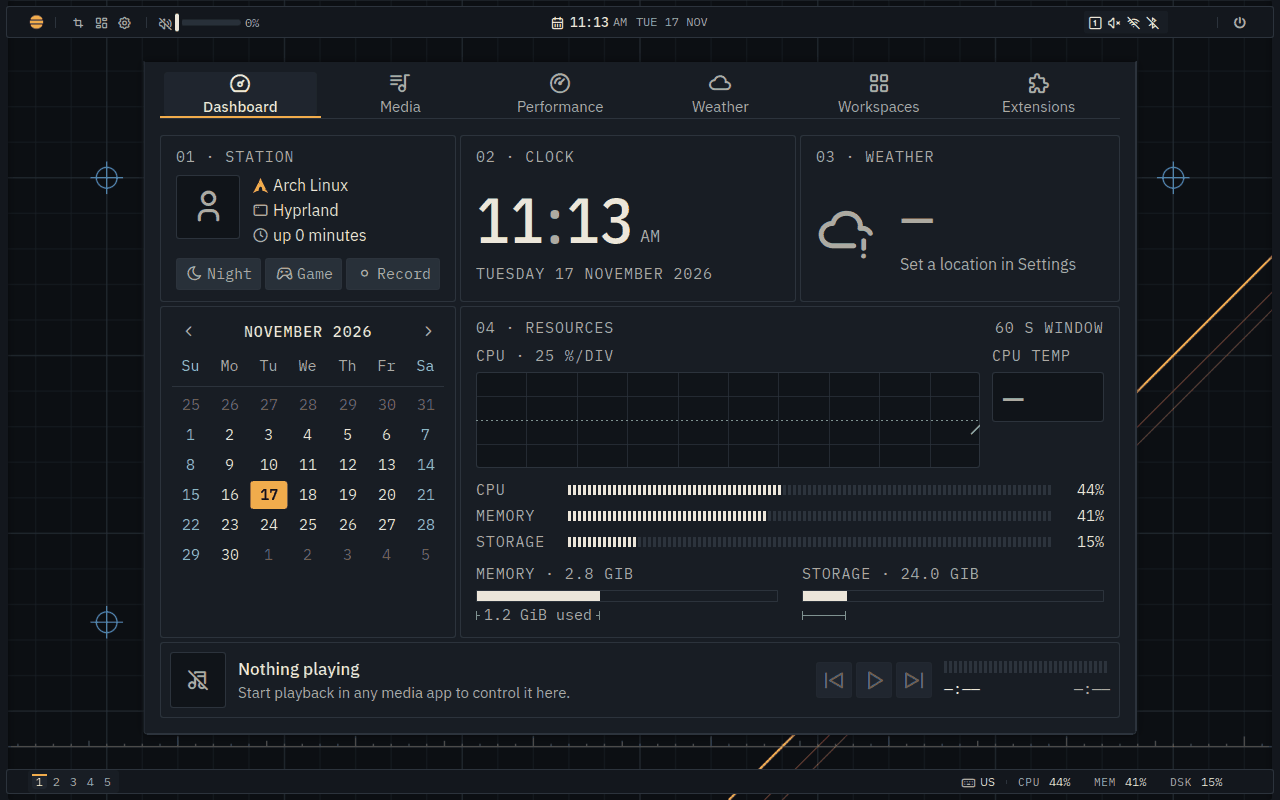 0%
11:13 AM TUE 17 NOV
1
Dashboard
Media
Performance
Weather
Workspaces
Extensions
01 · STATION
Arch Linux
Hyprland
up 0 minutes
Night
Game
Record
02 · CLOCK
11:13 AM
TUESDAY 17 NOVEMBER 2026
03 · WEATHER
—
Set a location in Settings
NOVEMBER 2026
Su Mo Tu We Th Fr Sa
25 26 27 28 29 30 31
1 2 3 4 5 6 7
8 9 10 11 12 13 14
15 16 17 18 19 20 21
22 23 24 25 26 27 28
29 30 1 2 3 4 5
04 · RESOURCES
60 S WINDOW
CPU · 25 %/DIV
CPU TEMP
—
CPU 44%
MEMORY 41%
STORAGE 15%
MEMORY · 2.8 GIB
STORAGE · 24.0 GIB
1.2 GiB used
Nothing playing
Start playback in any media app to control it here.
—:——
—:——
1 2 3 4 5
US
CPU 44%
MEM 41%
DSK 15%